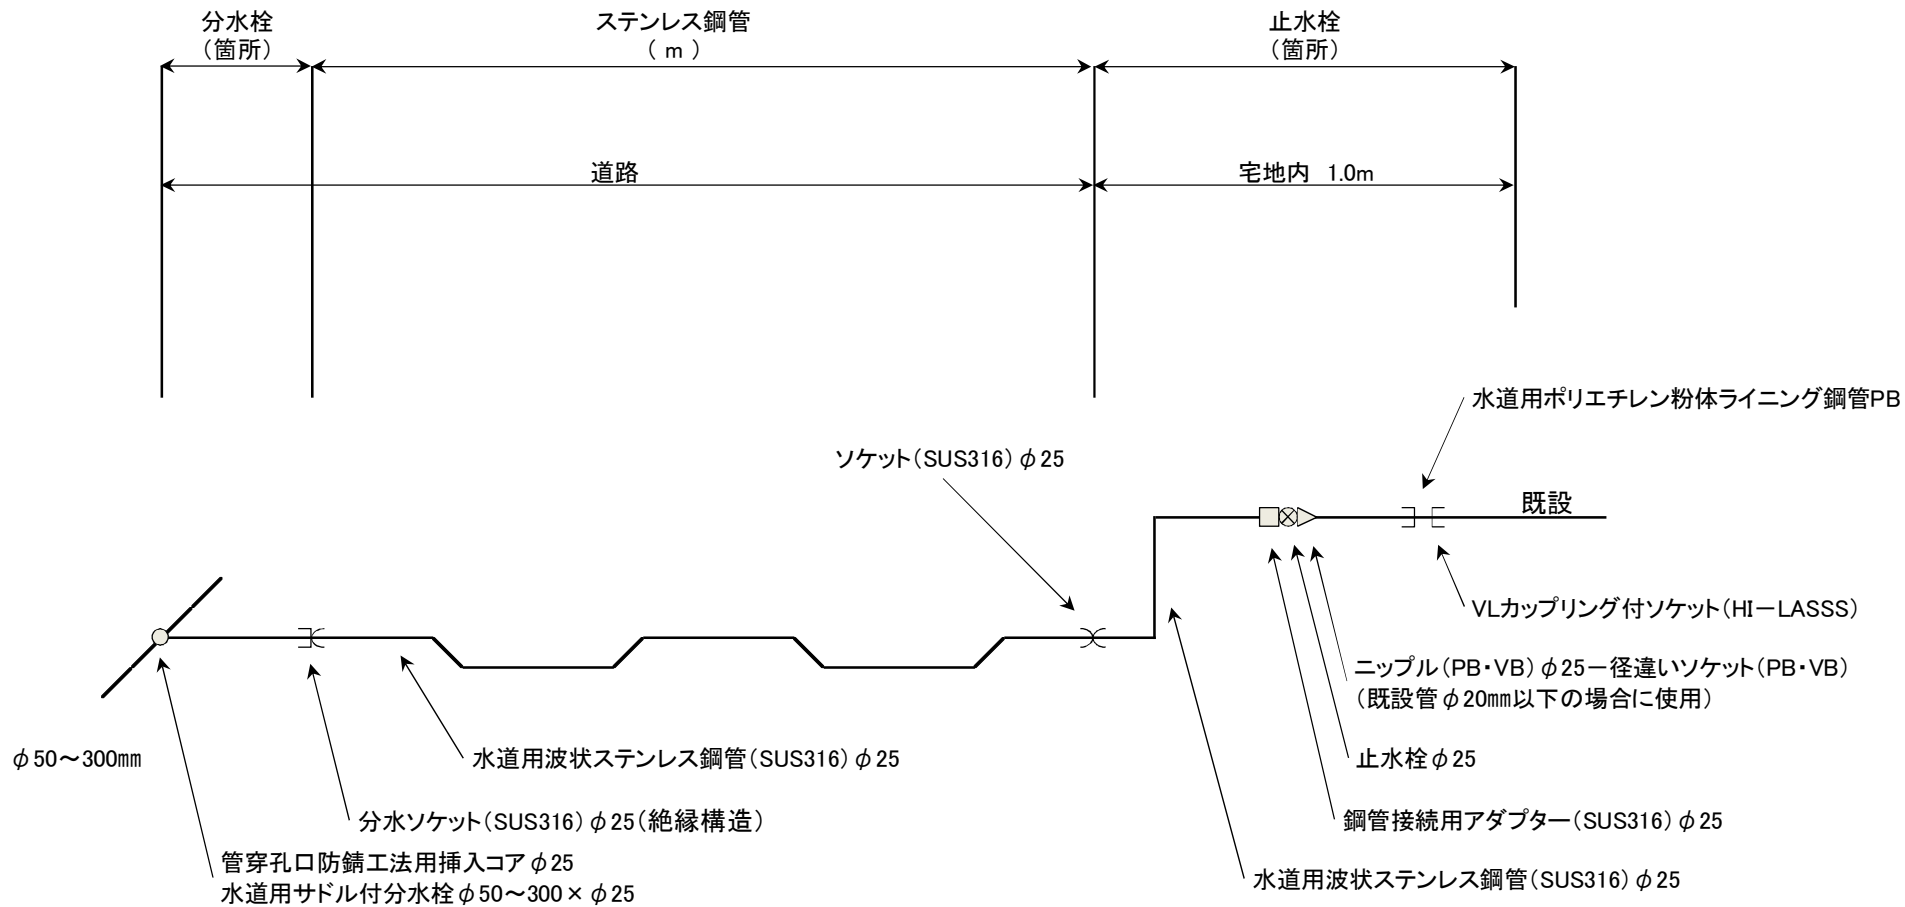 分水栓
（箇所）
ステンレス鋼管
（ m ）
止水栓
（箇所）
道路
宅地内 1.0m
水道用ポリエチレン粉体ライニング鋼管PB
ソケット（SUS316）φ25
既設
VLカップリング付ソケット（HI－LASSS）
ニップル（PB・VB）φ25－径違いソケット（PB・VB）
（既設管φ20㎜以下の場合に使用）
φ50～300㎜
水道用波状ステンレス鋼管（SUS316）φ25
止水栓φ25
分水ソケット（SUS316）φ25（絶縁構造）
鋼管接続用アダプター（SUS316）φ25
管穿孔口防錆工法用挿入コアφ25
水道用サドル付分水栓φ50～300×φ25
水道用波状ステンレス鋼管（SUS316）φ25